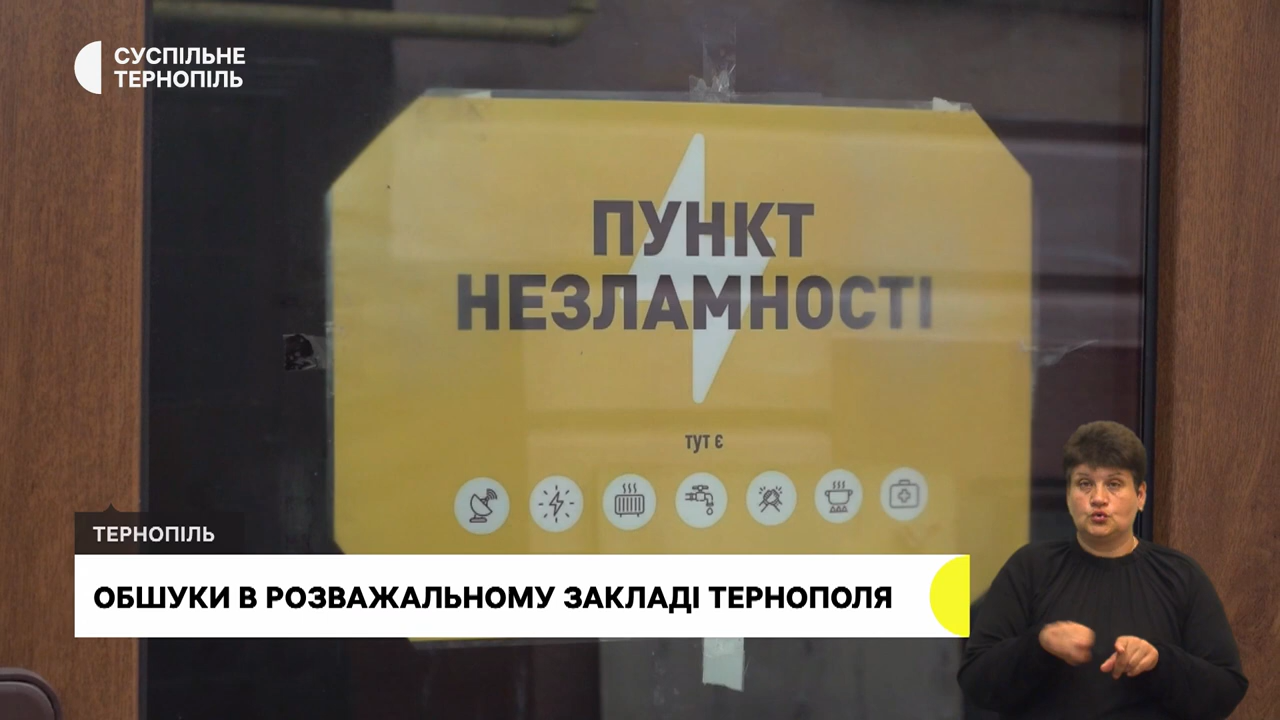 СУСПІЛЬНЕ
ТЕРНОПІЛЬ
ПУНКТ
НЕЗЛАМНОСТІ
тут є
ТЕРНОПІЛЬ
ОБШУКИ В РОЗВАЖАЛЬНОМУ ЗАКЛАДІ ТЕРНОПОЛЯ